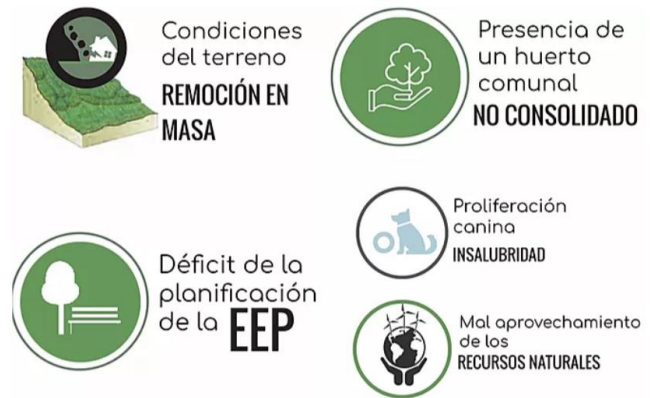 Condiciones
del terreno
REMOCIÓN EN
MASA
Presencia de
un huerto
comunal
NO CONSOLIDADO
Déficit de la
planificación
de la EEP
Proliferación
canina
INSALUBRIDAD
Mal aprovechamiento
de los
RECURSOS NATURALES